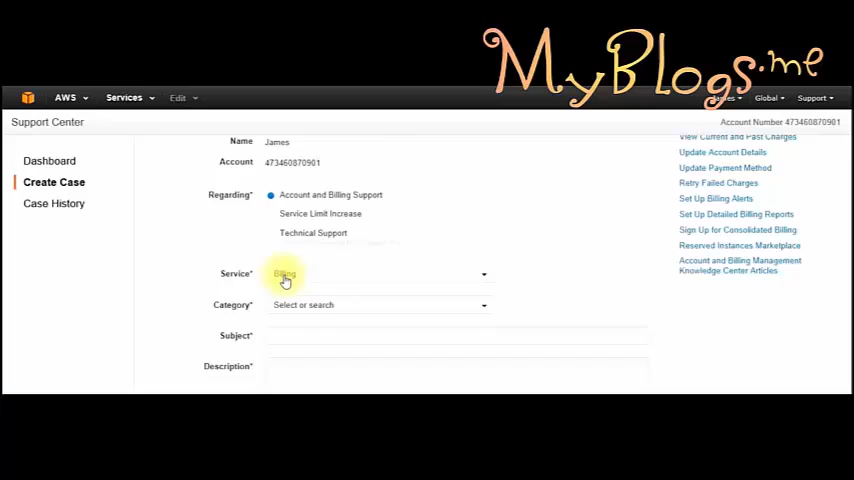 MyBlogs.me
AWS Services Edit James Global Support
Support Center
Account Number 473460870901
Name James
Account 473460870901
Dashboard
Create Case
Case History
Regarding* Account and Billing Support
Service Limit Increase
Technical Support
Service* Billing
Category* Select or search
Subject*
Description*
View Current and Past Charges
Update Account Details
Update Payment Method
Retry Failed Charges
Set Up Billing Alerts
Set Up Detailed Billing Reports
Sign Up for Consolidated Billing
Reserved Instances Marketplace
Account and Billing Management
Knowledge Center Articles